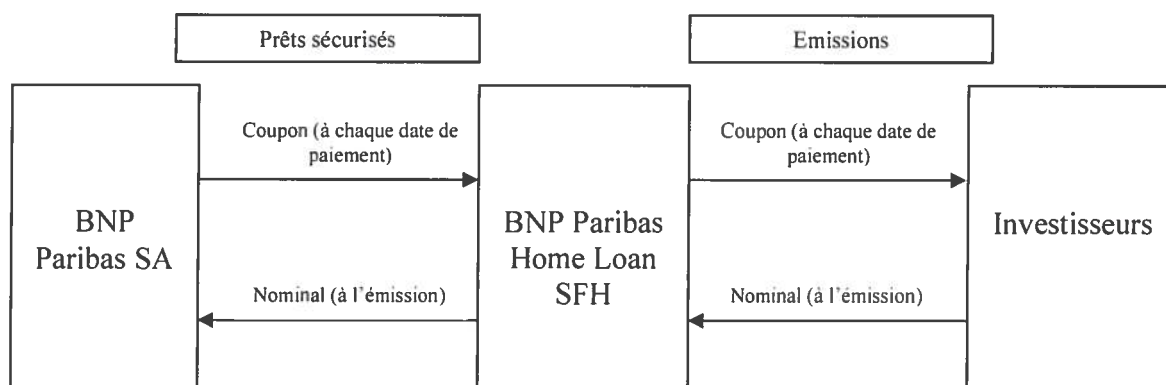 Prêts sécurisés
Emissions
Coupon (à chaque date de
paiement)
Coupon (à chaque date de
paiement)
BNP
Paribas SA
BNP Paribas
Home Loan
SFH
Investisseurs
Nominal (à l'émission)
Nominal (à l'émission)